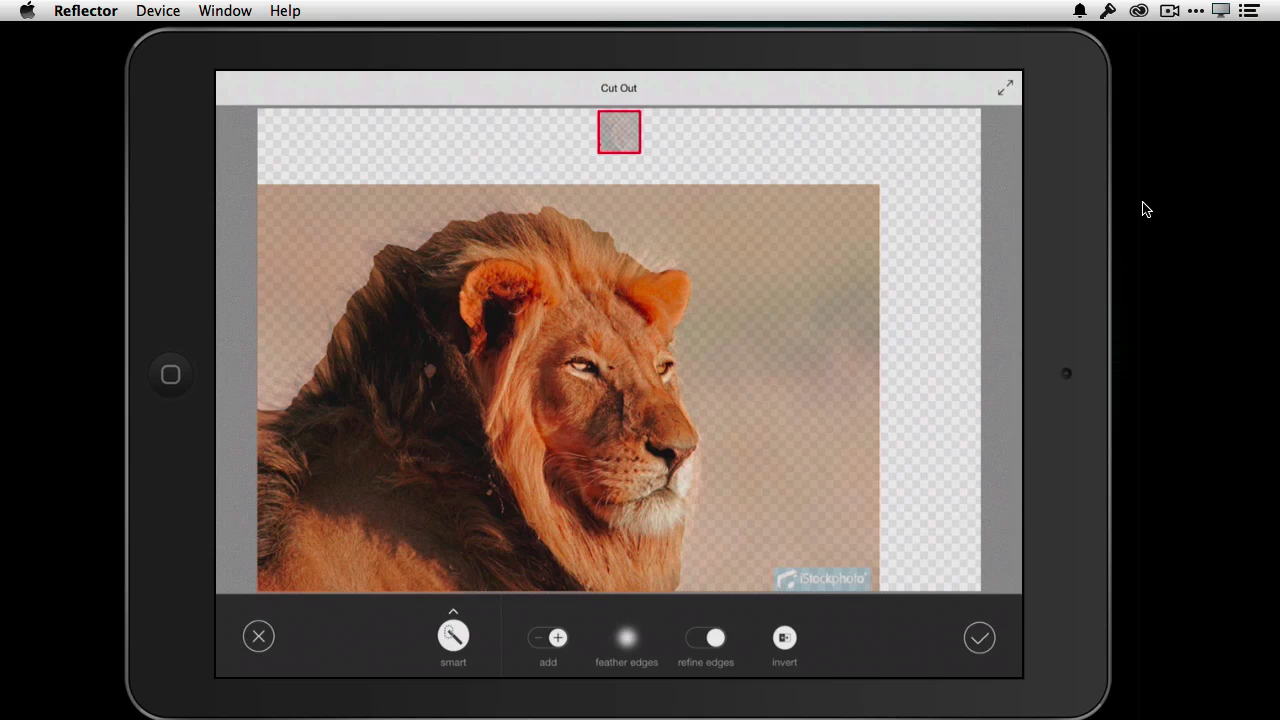 Reflector Device Window Help
Cut Out
iStockphoto
smart add feather edges refine edges invert